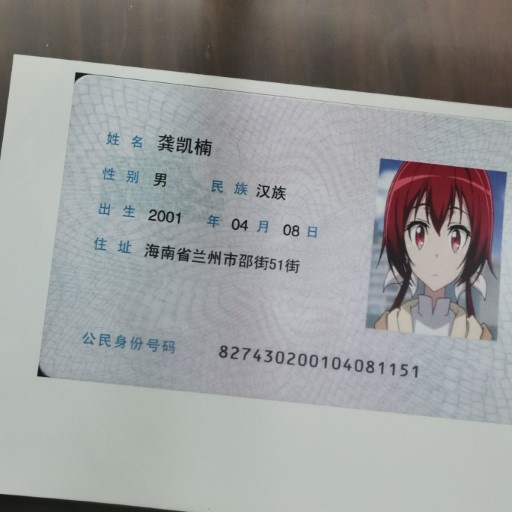 姓名 龚凯楠
性别 男 民族 汉族
出生 2001 年 04 月 08 日
住址 海南省兰州市邵街51街
公民身份号码 827430200104081151